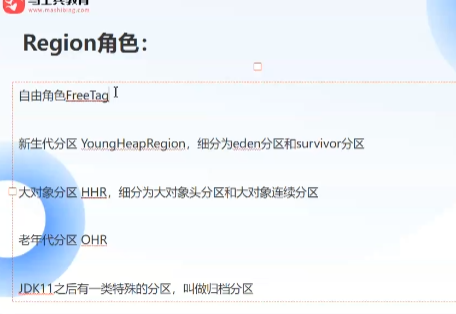 马士兵教育
www.mashibing.com
Region角色：
自由角色FreeTag
新生代分区 YoungHeapRegion，细分为eden分区和survivor分区
大对象分区 HHR，细分为大对象头分区和大对象连续分区
老年代分区 OHR
JDK11之后有一类特殊的分区，叫做归档分区